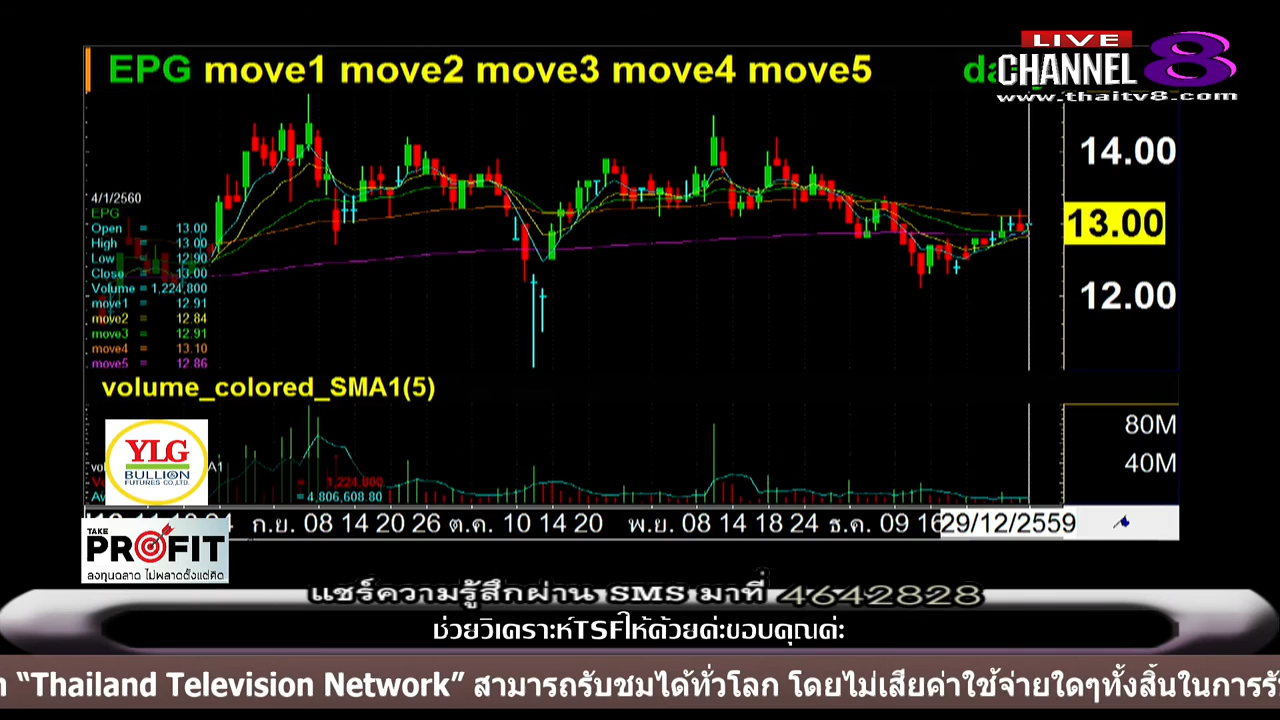 EPG move1 move2 move3 move4 move5
LIVE
CHANNEL 8
www.thaitv8.com
14.00
13.00
12.00
4/1/2560
EPG
Open = 13.00
High = 13.00
Low = 12.90
Close = 13.00
Volume = 1,224,800
move1 = 12.91
move2 = 12.84
move3 = 12.91
move4 = 13.10
move5 = 12.86
volume_colored_SMA1(5)
80M
40M
YLG
BULLION
FUTURES CO.,LTD.
= 1,224,800
= 4,806,608.80
ก.ย. 08 14 20 26 ต.ค. 10 14 20 พ.ย. 08 14 18 24 ธ.ค. 09 16 29/12/2559
TAKE
PROFIT
ลงทุนฉลาด ไม่พลาดตั้งแต่คิด
แชร์ความรู้สึกผ่าน SMS มาที่ 4642828
ช่วยวิเคราะห์TSFให้ด้วยค่ะขอบคุณค่ะ
“Thailand Television Network” สามารถรับชมได้ทั่วโลก โดยไม่เสียค่าใช้จ่ายใดๆทั้งสิ้นในการ